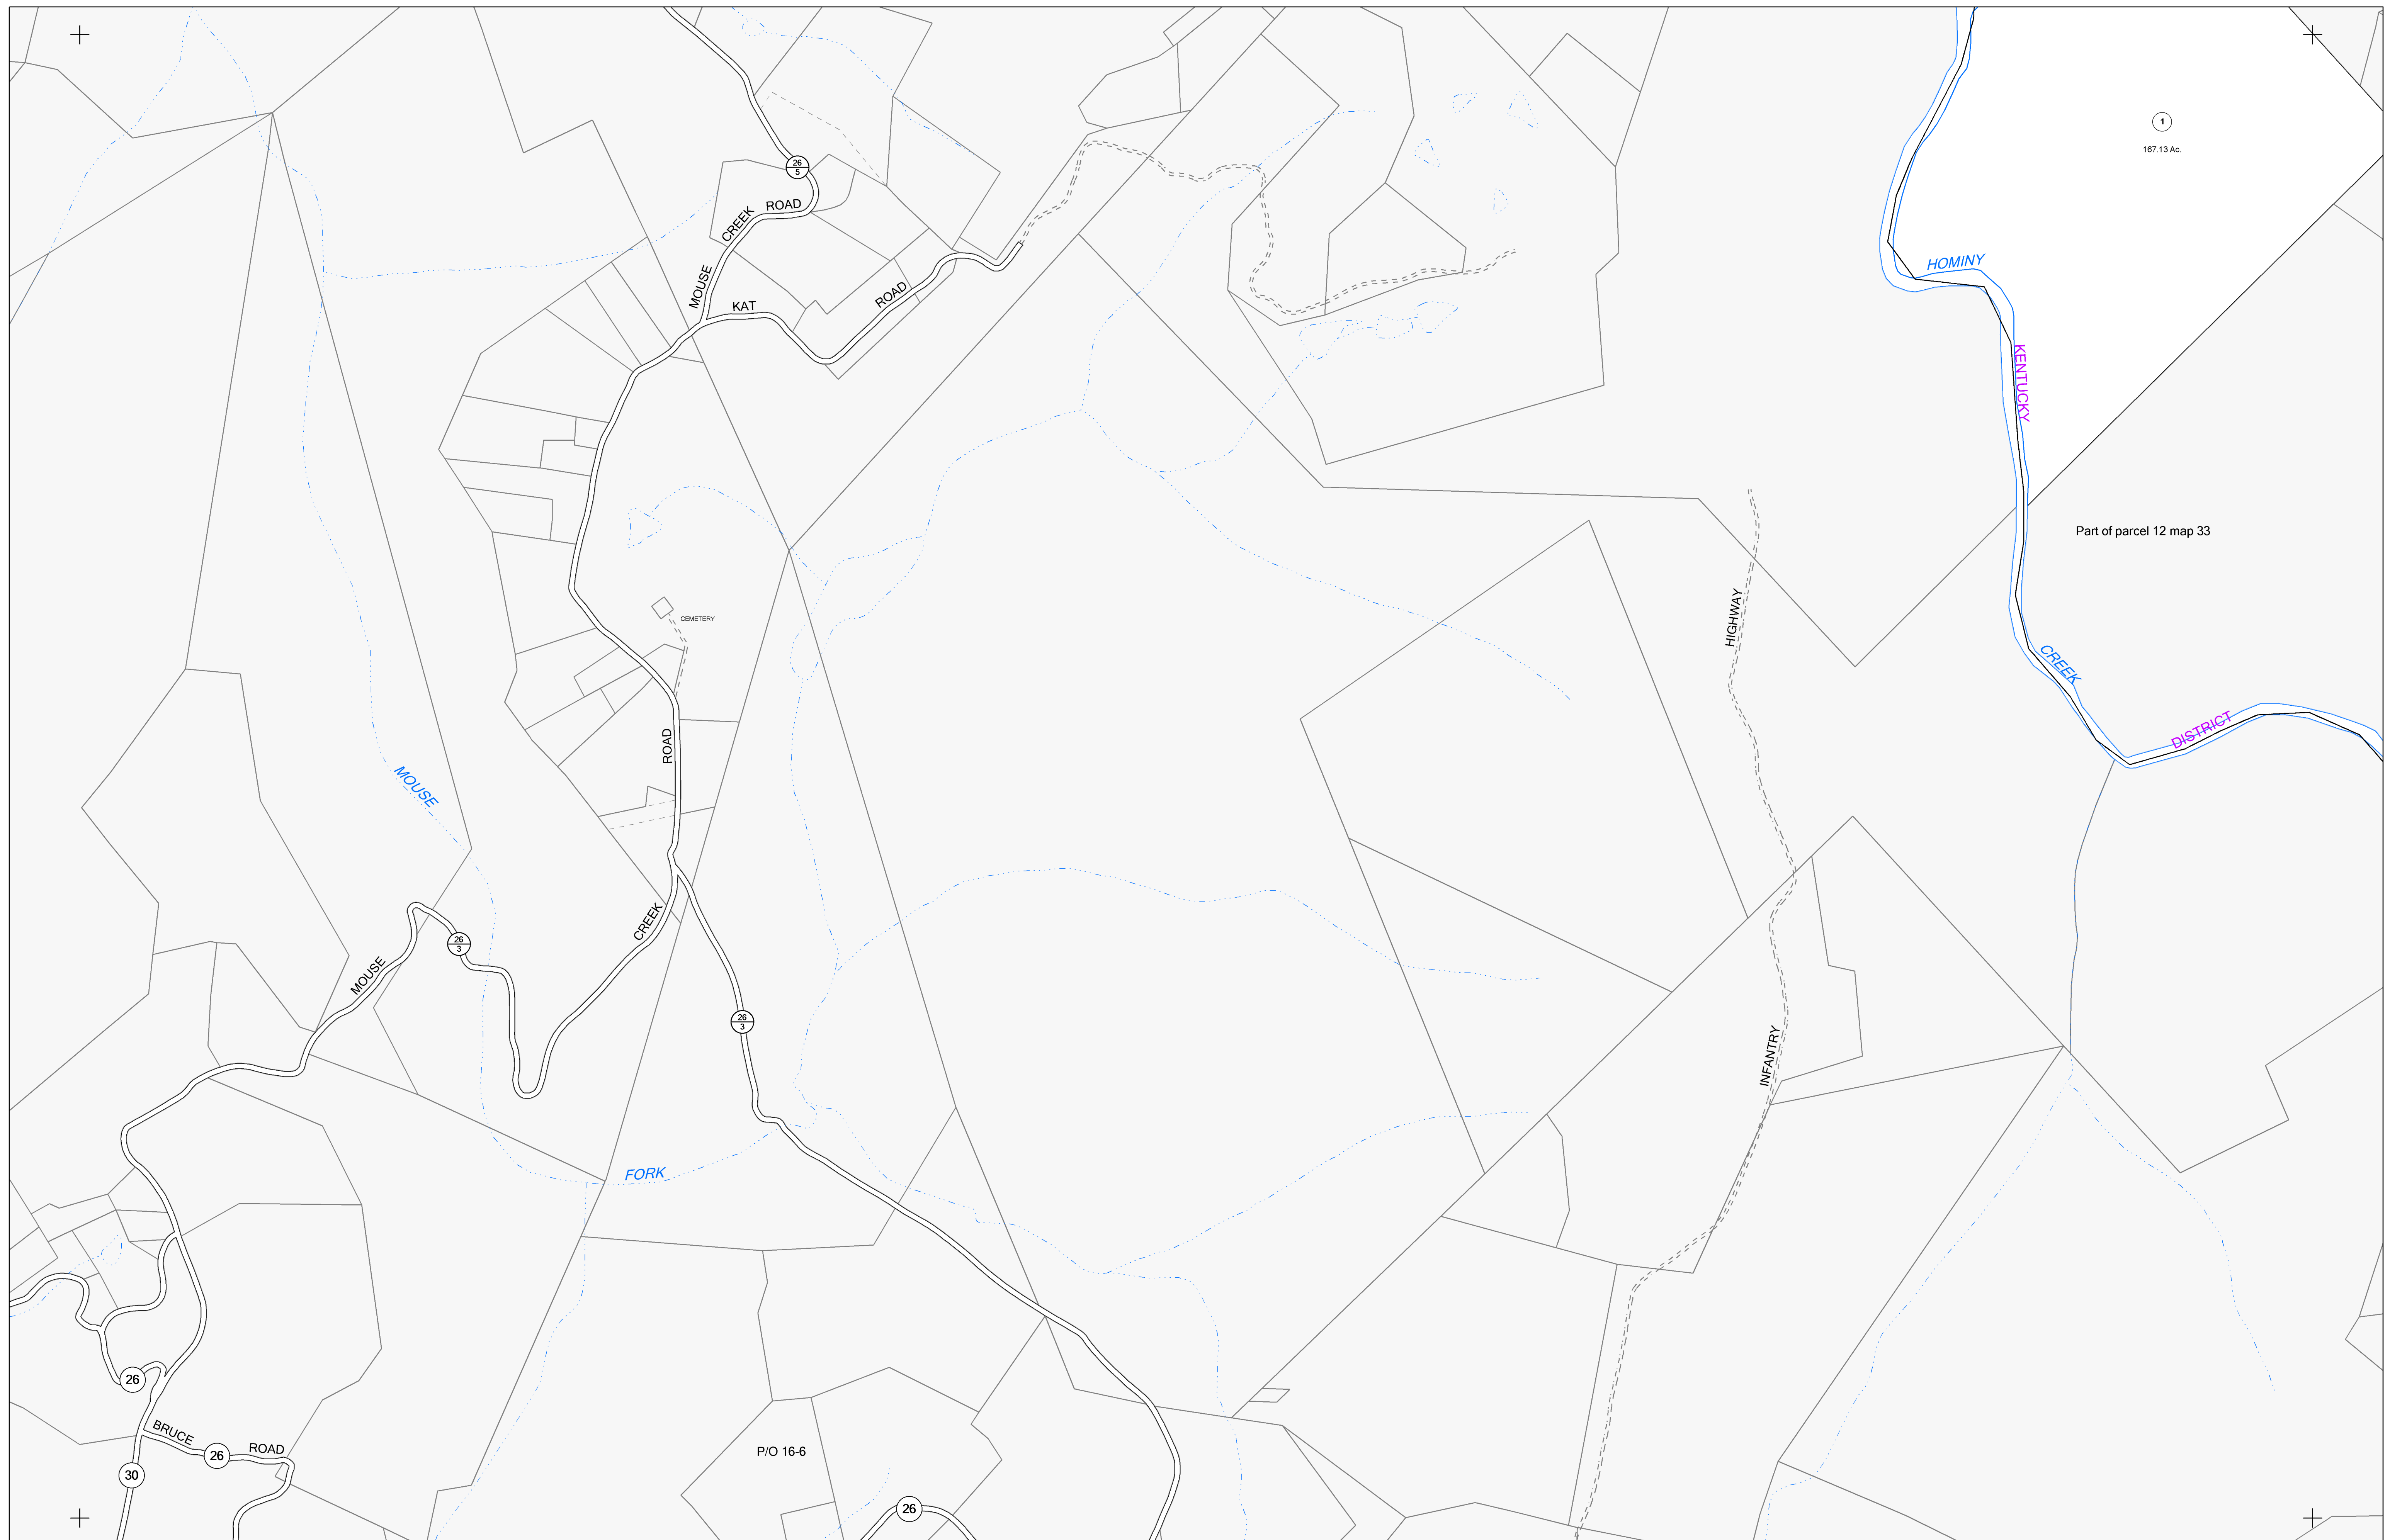 1
167.13 Ac.
26
5
CREEK ROAD
MOUSE
KAT ROAD
HOMINY
KENTUCKY
Part of parcel 12 map 33
CEMETERY
HIGHWAY
CREEK
DISTRICT
ROAD
MOUSE
CREEK
26
3
MOUSE
26
3
INFANTRY
FORK
26
BRUCE ROAD
26
30
P/O 16-6
26